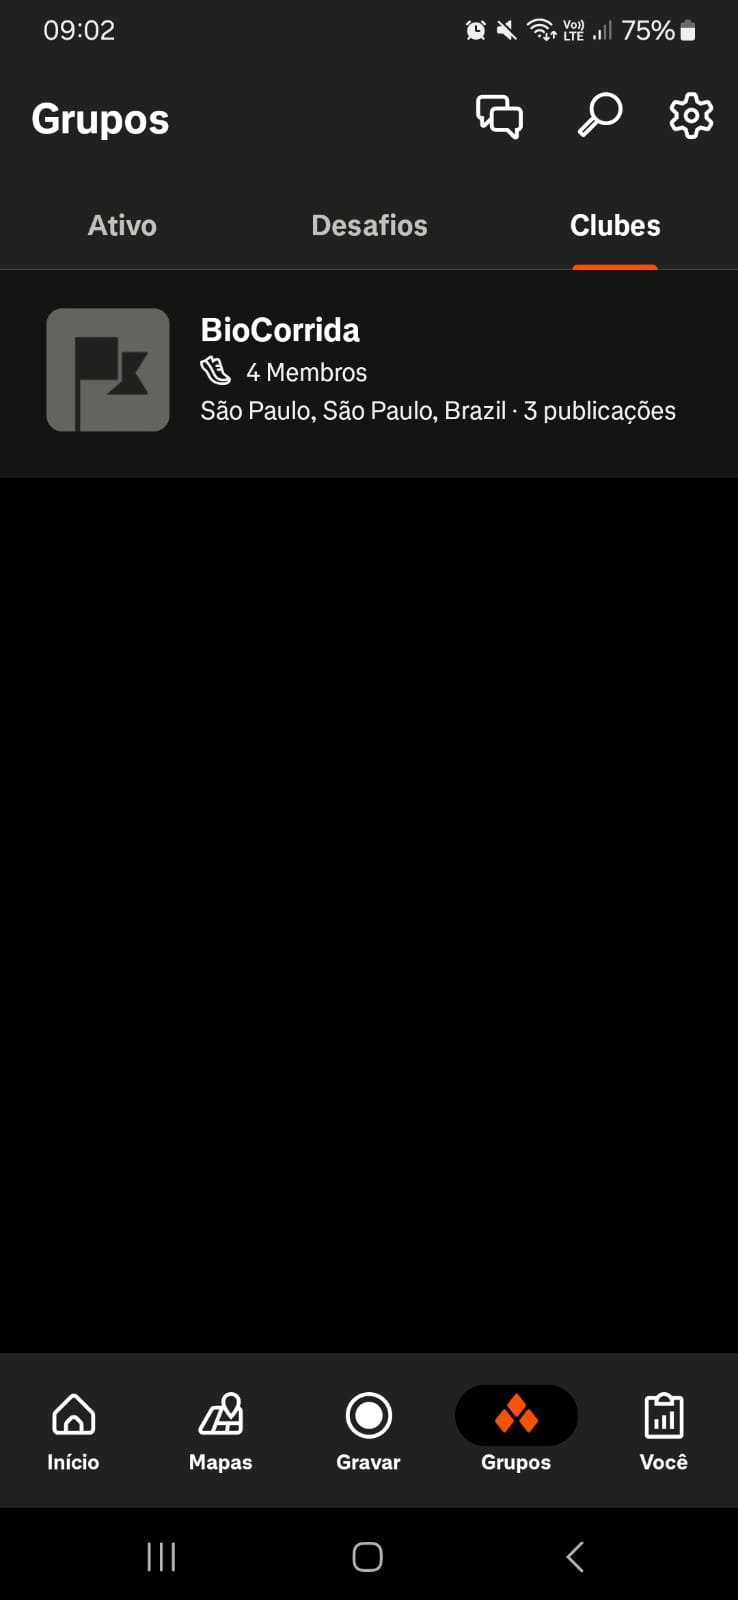 09:02 Vo)) LTE 75%
Grupos
Ativo Desafios Clubes
BioCorrida
4 Membros
São Paulo, São Paulo, Brazil · 3 publicações
Início Mapas Gravar Grupos Você